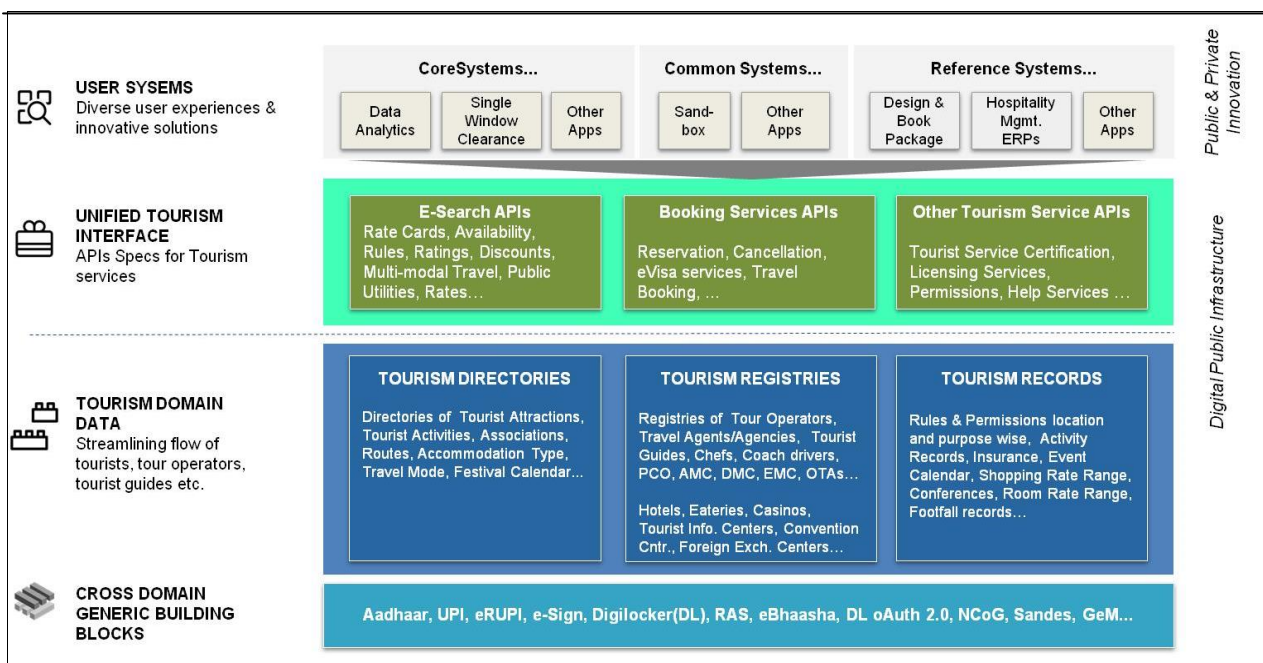 USER SYSEMS
Diverse user experiences &
innovative solutions
CoreSystems...
Data
Analytics
Single
Window
Clearance
Other
Apps
Common Systems...
Sand-
box
Other
Apps
Reference Systems...
Design &
Book
Package
Hospitality
Mgmt.
ERPs
Other
Apps
Public & Private
Innovation
UNIFIED TOURISM
INTERFACE
APIs Specs for Tourism
services
E-Search APIs
Rate Cards, Availability,
Rules, Ratings, Discounts,
Multi-modal Travel, Public
Utilities, Rates...
Booking Services APIs
Reservation, Cancellation,
eVisa services, Travel
Booking, ...
Other Tourism Service APIs
Tourist Service Certification,
Licensing Services,
Permissions, Help Services ...
Digital Public Infrastructure
TOURISM DOMAIN
DATA
Streamlining flow of
tourists, tour operators,
tourist guides etc.
TOURISM DIRECTORIES
Directories of Tourist Attractions,
Tourist Activities, Associations,
Routes, Accommodation Type,
Travel Mode, Festival Calendar...
TOURISM REGISTRIES
Registries of Tour Operators,
Travel Agents/Agencies, Tourist
Guides, Chefs, Coach drivers,
PCO, AMC, DMC, EMC, OTAs...
Hotels, Eateries, Casinos,
Tourist Info. Centers, Convention
Cntr., Foreign Exch. Centers...
TOURISM RECORDS
Rules & Permissions location
and purpose wise, Activity
Records, Insurance, Event
Calendar, Shopping Rate Range,
Conferences, Room Rate Range,
Footfall records...
CROSS DOMAIN
GENERIC BUILDING
BLOCKS
Aadhaar, UPI, eRUPI, e-Sign, Digilocker(DL), RAS, eBhaasha, DL oAuth 2.0, NCoG, Sandes, GeM...